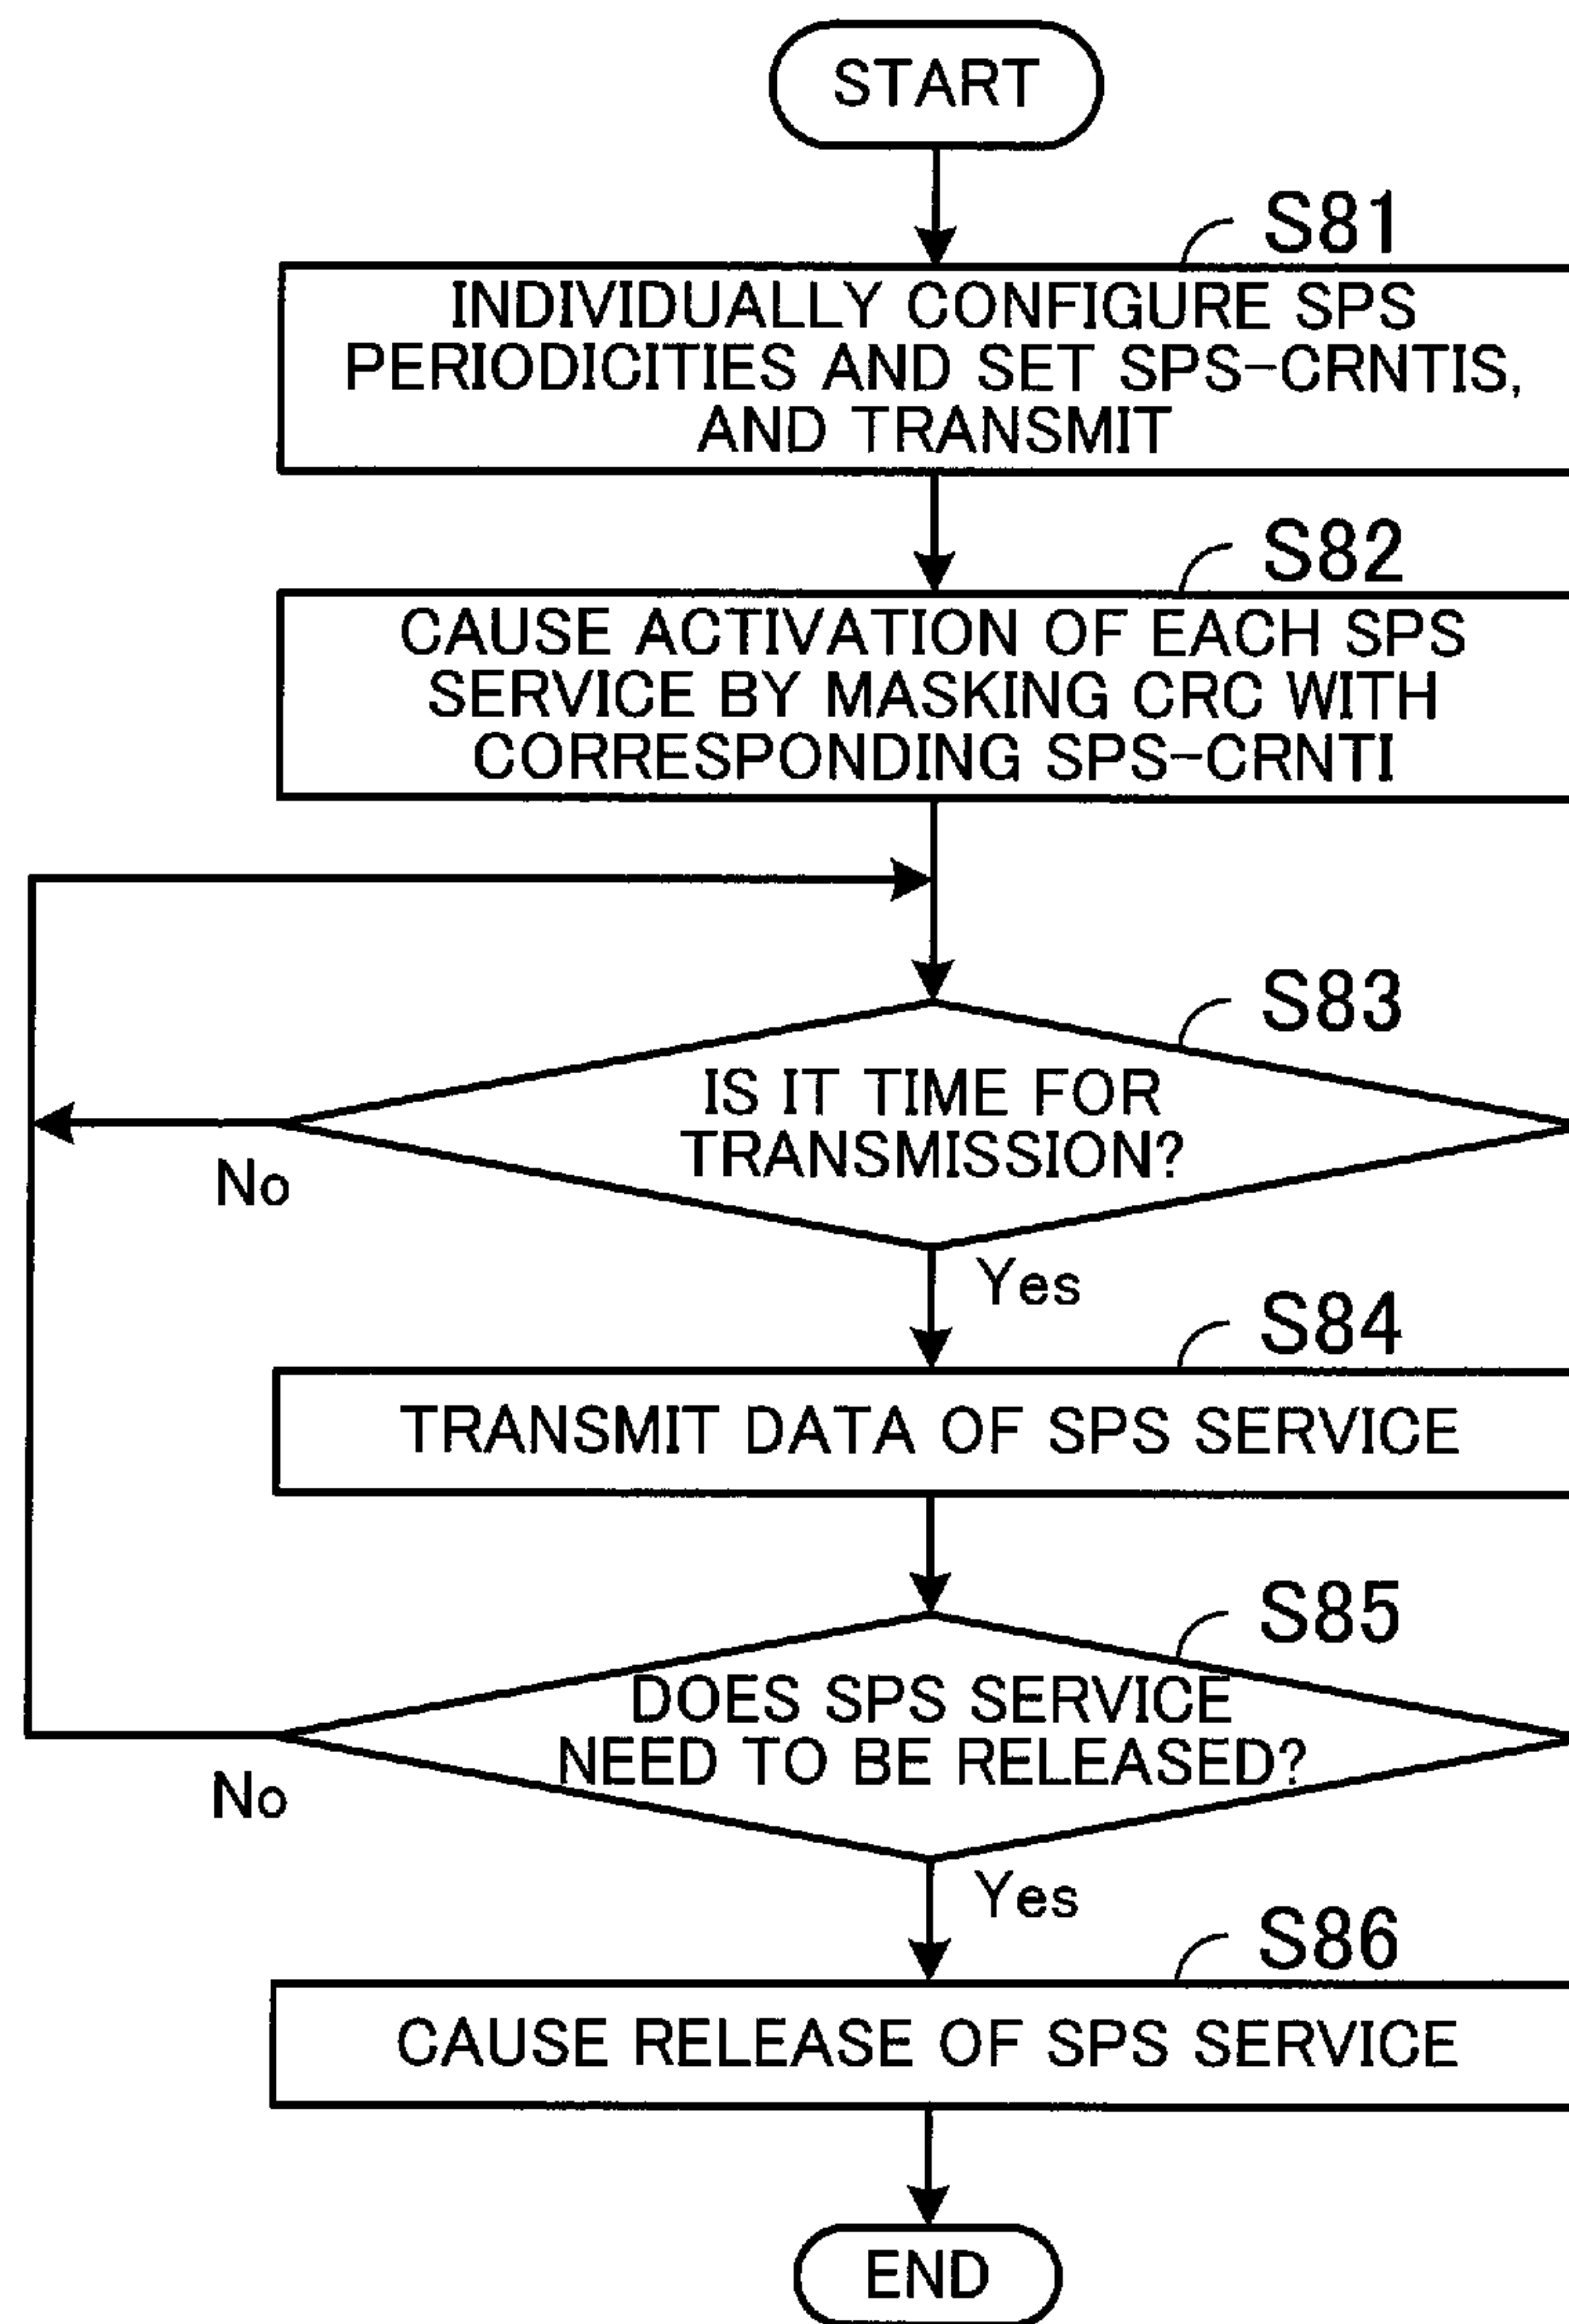 START
S81
INDIVIDUALLY CONFIGURE SPS
PERIODICITIES AND SET SPS-CRNTIS,
AND TRANSMIT
S82
CAUSE ACTIVATION OF EACH SPS
SERVICE BY MASKING CRC WITH
CORRESPONDING SPS-CRNTI
S83
IS IT TIME FOR
TRANSMISSION?
No
Yes
S84
TRANSMIT DATA OF SPS SERVICE
S85
DOES SPS SERVICE
NEED TO BE RELEASED?
No
Yes
S86
CAUSE RELEASE OF SPS SERVICE
END